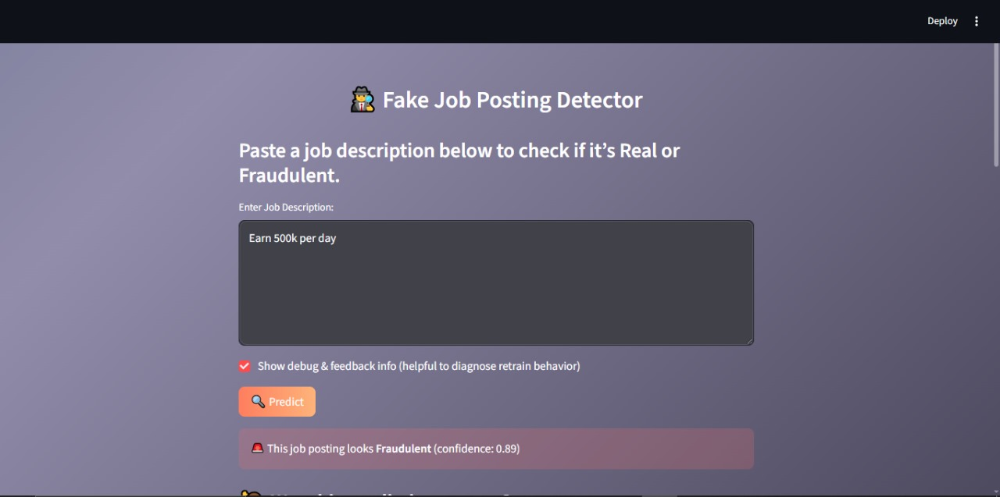 Deploy
Fake Job Posting Detector
Paste a job description below to check if it’s Real or
Fraudulent.
Enter Job Description:
Earn 500k per day
Show debug & feedback info (helpful to diagnose retrain behavior)
Predict
This job posting looks Fraudulent (confidence: 0.89)